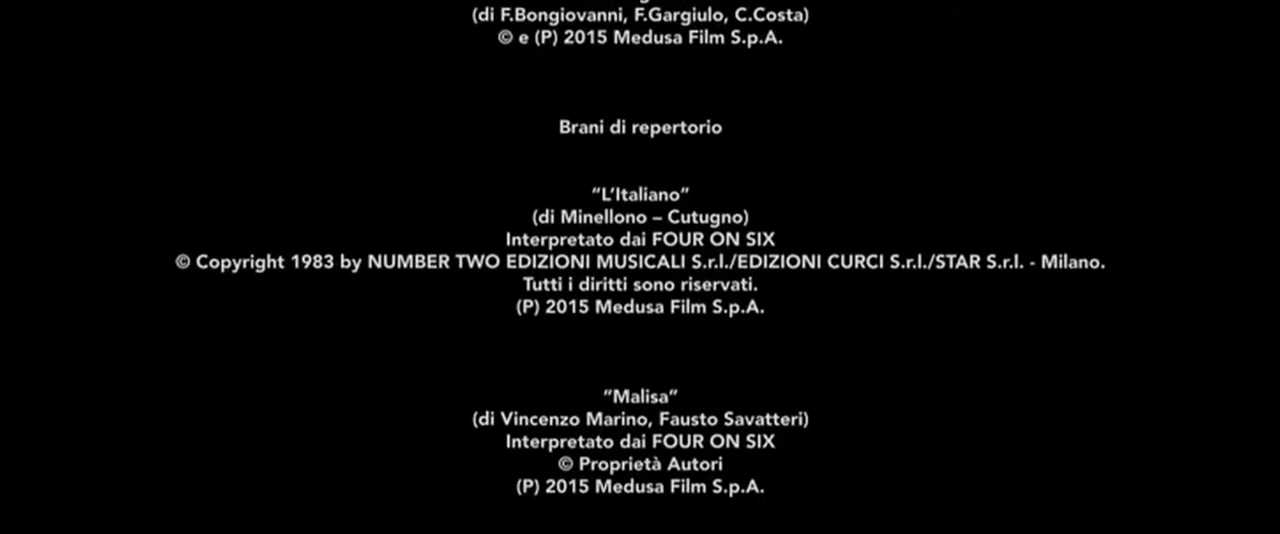 (di F.Bongiovanni, F.Gargiulo, C.Costa)
© e (P) 2015 Medusa Film S.p.A.
Brani di repertorio
“L’Italiano”
(di Minellono – Cutugno)
Interpretato dai FOUR ON SIX
© Copyright 1983 by NUMBER TWO EDIZIONI MUSICALI S.r.l./EDIZIONI CURCI S.r.l./STAR S.r.l. - Milano.
Tutti i diritti sono riservati.
(P) 2015 Medusa Film S.p.A.
“Malisa”
(di Vincenzo Marino, Fausto Savatteri)
Interpretato dai FOUR ON SIX
© Proprietà Autori
(P) 2015 Medusa Film S.p.A.